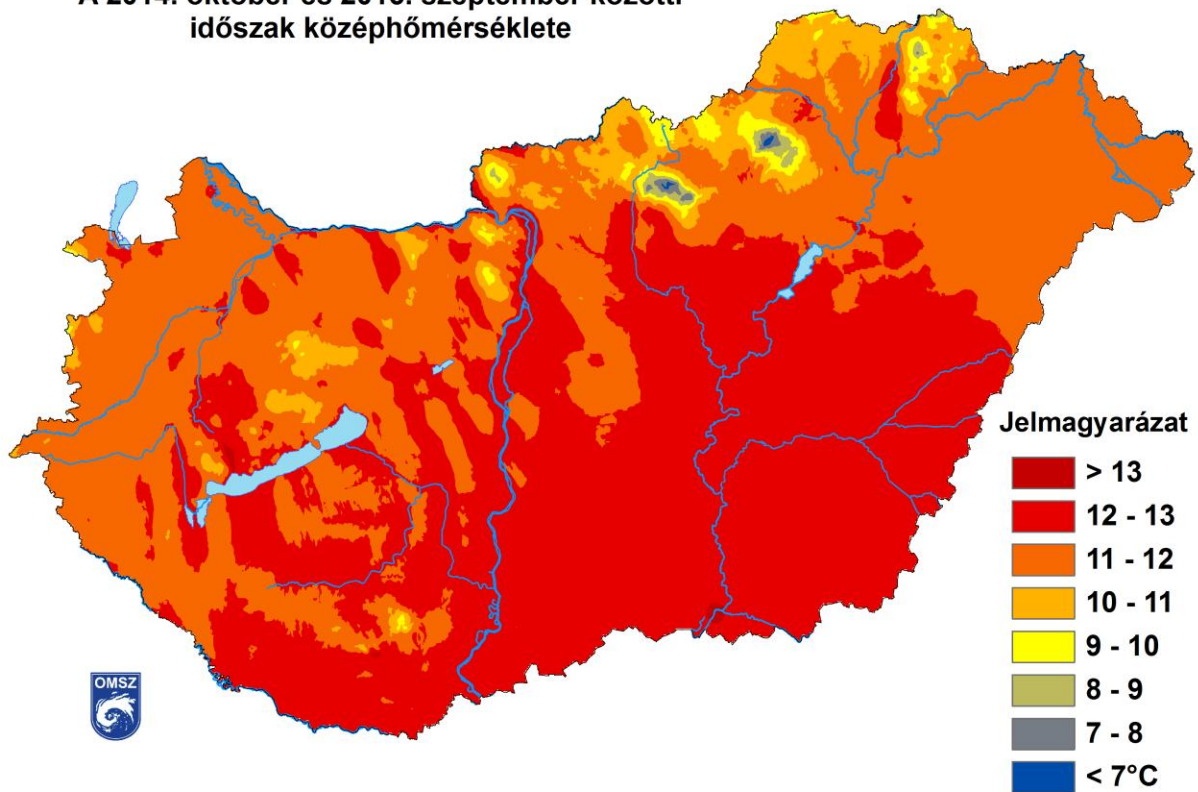 időszak középhőmérséklete
Jelmagyarázat
> 13
12 - 13
11 - 12
10 - 11
9 - 10
8 - 9
7 - 8
< 7°C
OMSZ